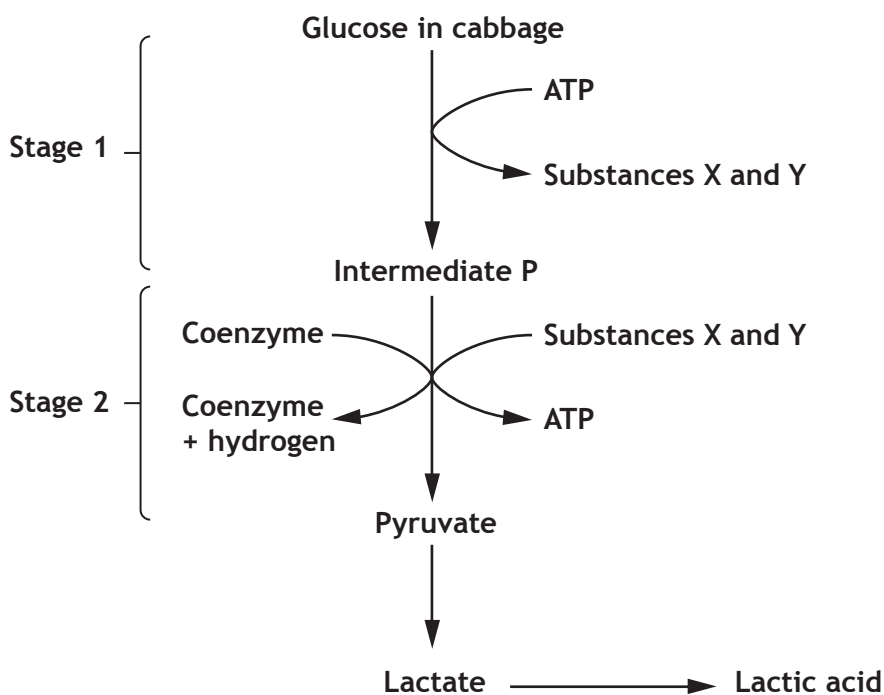 Glucose in cabbage
ATP
Stage 1
Substances X and Y
Intermediate P
Coenzyme
Substances X and Y
Stage 2
Coenzyme
+ hydrogen
ATP
Pyruvate
Lactate
Lactic acid